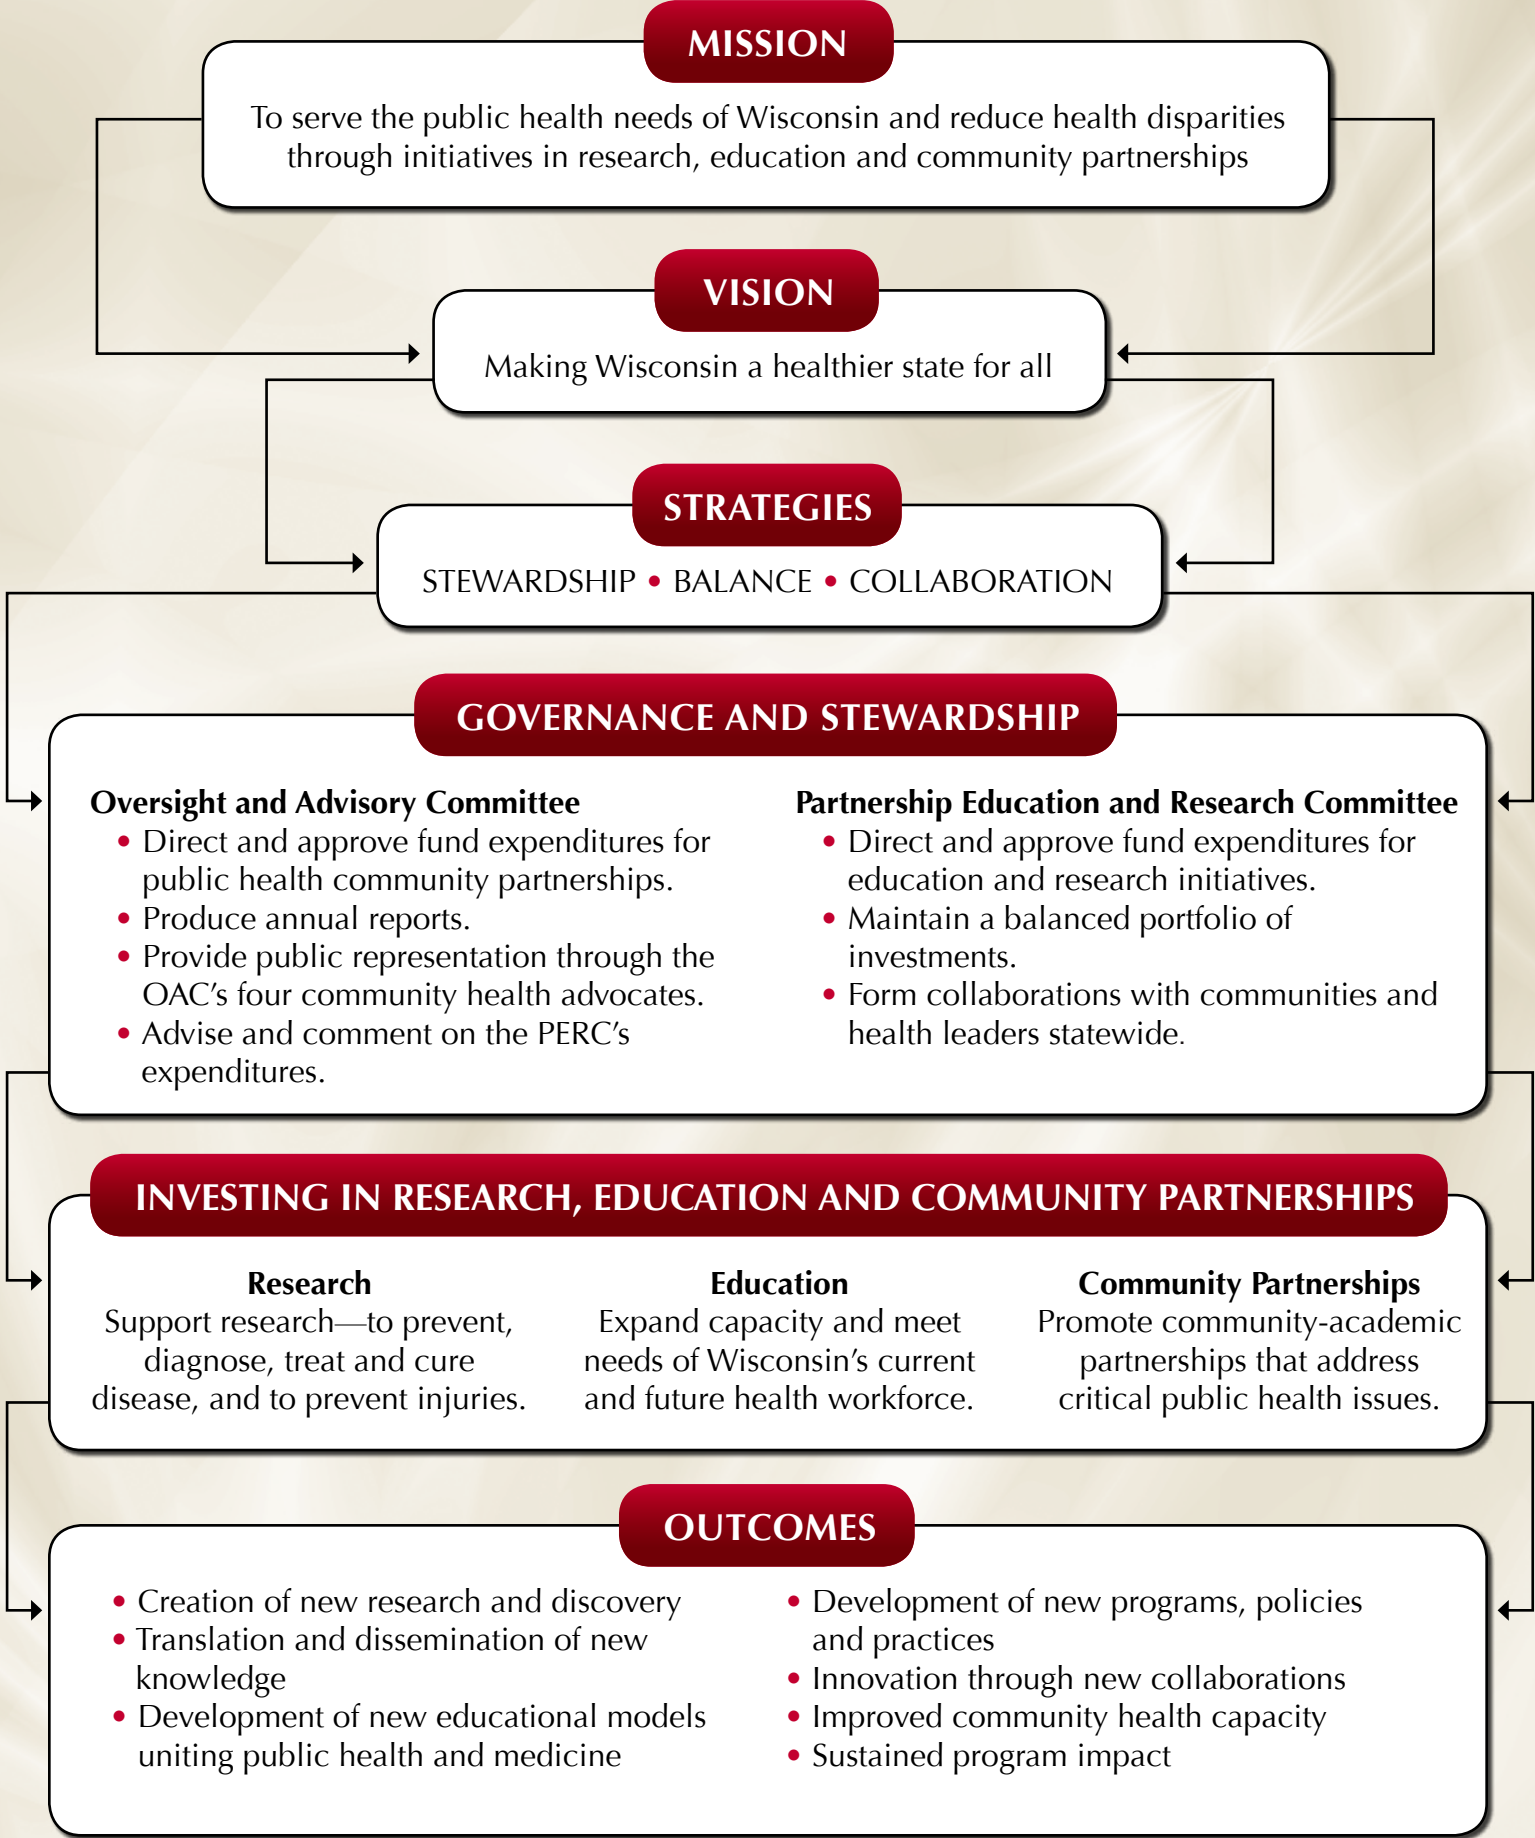 MISSION
To serve the public health needs of Wisconsin and reduce health disparities
through initiatives in research, education and community partnerships
VISION
Making Wisconsin a healthier state for all
STRATEGIES
STEWARDSHIP • BALANCE • COLLABORATION
GOVERNANCE AND STEWARDSHIP
Oversight and Advisory Committee
• Direct and approve fund expenditures for
public health community partnerships.
• Produce annual reports.
• Provide public representation through the
OAC’s four community health advocates.
• Advise and comment on the PERC’s
expenditures.
Partnership Education and Research Committee
• Direct and approve fund expenditures for
education and research initiatives.
• Maintain a balanced portfolio of
investments.
• Form collaborations with communities and
health leaders statewide.
INVESTING IN RESEARCH, EDUCATION AND COMMUNITY PARTNERSHIPS
Research
Support research—to prevent,
diagnose, treat and cure
disease, and to prevent injuries.
Education
Expand capacity and meet
needs of Wisconsin’s current
and future health workforce.
Community Partnerships
Promote community-academic
partnerships that address
critical public health issues.
OUTCOMES
• Creation of new research and discovery
• Translation and dissemination of new
knowledge
• Development of new educational models
uniting public health and medicine
• Development of new programs, policies
and practices
• Innovation through new collaborations
• Improved community health capacity
• Sustained program impact